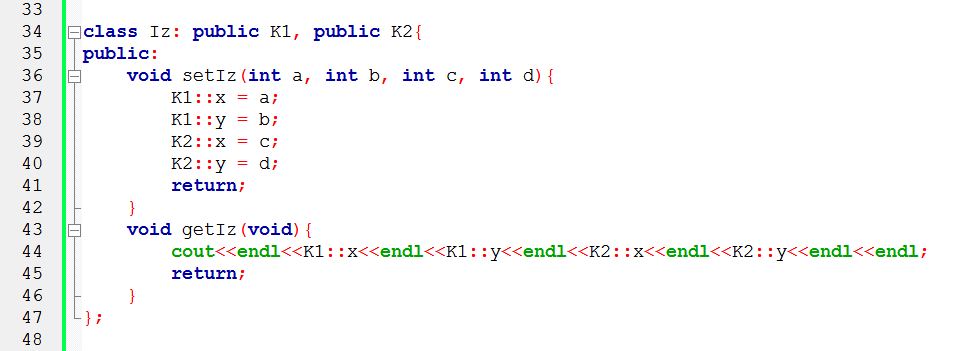 33
34 class Iz: public K1, public K2{
35 public:
36     void setIz(int a, int b, int c, int d){
37         K1::x = a;
38         K1::y = b;
39         K2::x = c;
40         K2::y = d;
41         return;
42     }
43     void getIz(void){
44         cout<<endl<<K1::x<<endl<<K1::y<<endl<<K2::x<<endl<<K2::y<<endl<<endl;
45         return;
46     }
47 };
48